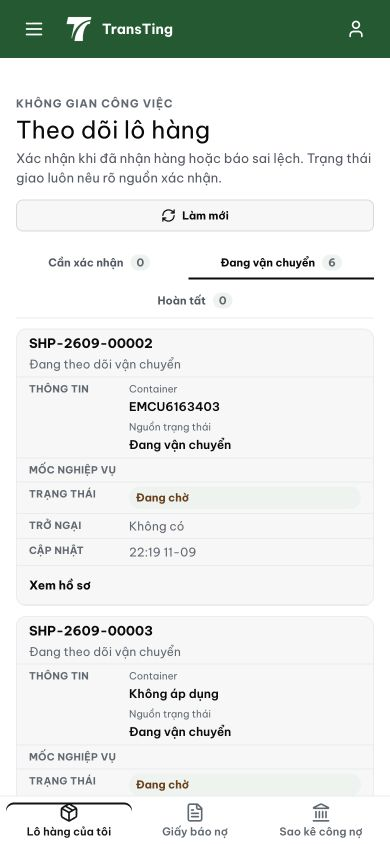 TransTing
KHÔNG GIAN CÔNG VIỆC
Theo dõi lô hàng
Xác nhận khi đã nhận hàng hoặc báo sai lệch. Trạng thái
giao luôn nêu rõ nguồn xác nhận.
Làm mới
Cần xác nhận 0
Đang vận chuyển 6
Hoàn tất 0
SHP-2609-00002
Đang theo dõi vận chuyển
THÔNG TIN
Container
EMCU6163403
Nguồn trạng thái
Đang vận chuyển
MỐC NGHIỆP VỤ
TRẠNG THÁI
Đang chờ
TRỞ NGẠI
Không có
CẬP NHẬT
22:19 11-09
Xem hồ sơ
SHP-2609-00003
Đang theo dõi vận chuyển
THÔNG TIN
Container
Không áp dụng
Nguồn trạng thái
Đang vận chuyển
MỐC NGHIỆP VỤ
TRẠNG THÁI
Đang chờ
Lô hàng của tôi
Giấy báo nợ
Sao kê công nợ